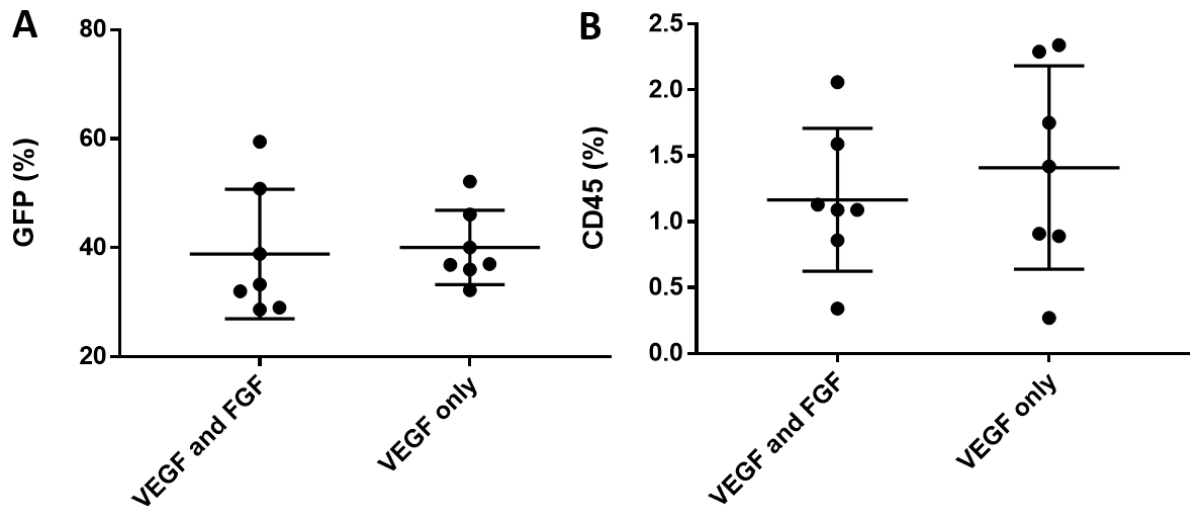 A
GFP (%)
80
60
40
20
VEGF and FGF
VEGF only
B
CD45 (%)
2.5
2.0
1.5
1.0
0.5
0.0
VEGF and FGF
VEGF only